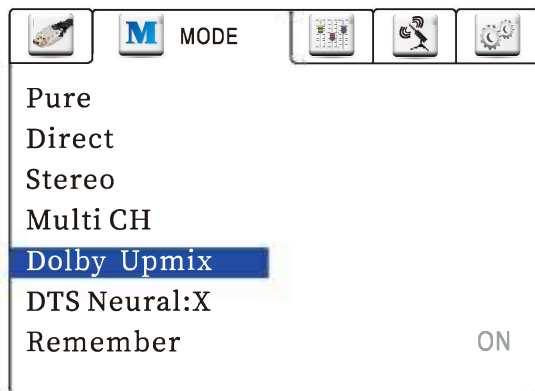 M MODE
Pure
Direct
Stereo
Multi CH
Dolby Upmix
DTS Neural:X
Remember ON